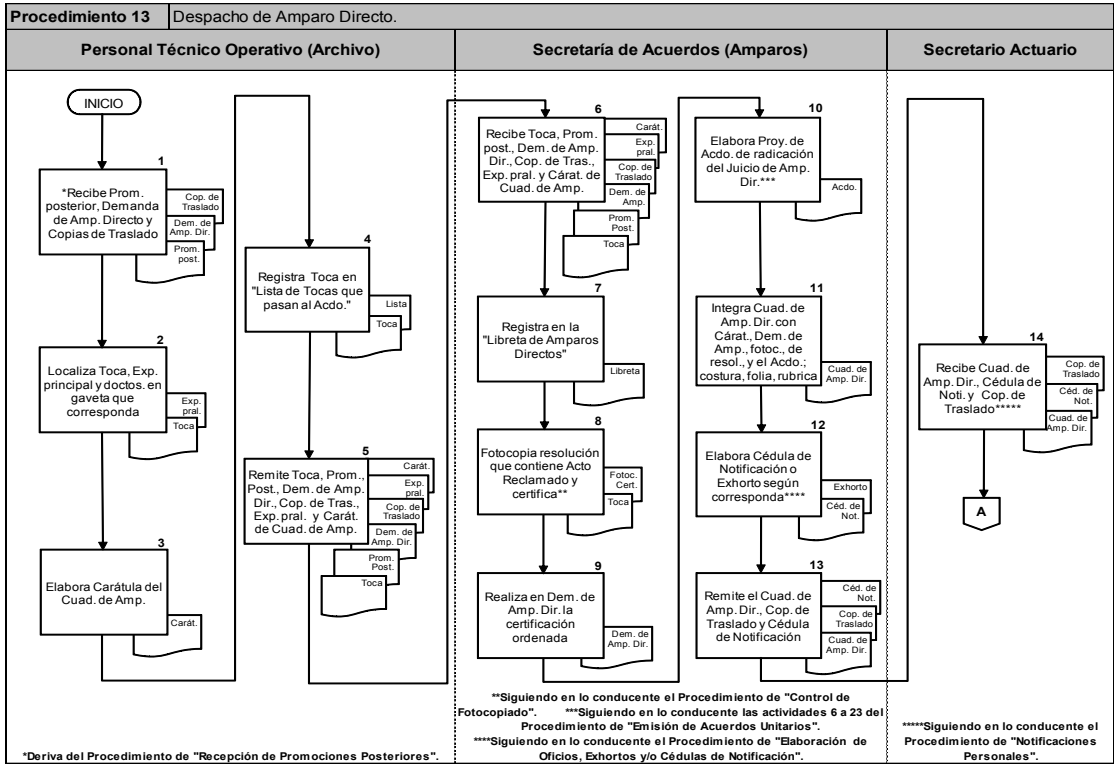 Procedimiento 13
Despacho de Amparo Directo.
Personal Técnico Operativo (Archivo)
Secretaría de Acuerdos (Amparos)
Secretario Actuario
INICIO
1
*Recibe Prom.
posterior, Demanda
de Amp. Directo y
Copias de Traslado
Cop. de
Traslado
Dem. de
Amp. Dir.
Prom.
post.
2
Localiza Toca, Exp.
principal y doctos. en
gaveta que
corresponda
Exp.
pral.
Toca
3
Elabora Carátula del
Cuad. de Amp.
Carát.
4
Registra Toca en
"Lista de Tocas que
pasan al Acdo."
Lista
Toca
5
Remite Toca, Prom.,
Post., Dem. de Amp.
Dir., Cop. de Tras.,
Exp. pral. y Carát.
de Cuad. de Amp.
Carát.
Exp.
pral.
Cop. de
Traslado
Dem. de
Amp. Dir.
Prom.
Post.
Toca
6
Recibe Toca, Prom.
post., Dem. de Amp.
Dir., Cop. de Tras.,
Exp. pral. y Cárat. de
Cuad. de Amp.
Carát.
Exp.
pral.
Cop. de
Traslado
Dem. de
Amp.
Prom.
Post.
Toca
7
Registra en la
"Libreta de Amparos
Directos"
Libreta
8
Fotocopia resolución
que contiene Acto
Reclamado y
certifica**
Fotoc.
Cert.
Toca
9
Realiza en Dem. de
Amp. Dir. la
certificación
ordenada
Dem. de
Amp. Dir.
10
Elabora Proy. de
Acdo. de radicación
del Juicio de Amp.
Dir.***
Acdo.
11
Integra Cuad. de
Amp. Dir. con
Cárat., Dem. de
Amp., fotoc., de
resol., y el Acdo.;
costura, folia, rubrica
Cuad. de
Amp. Dir.
12
Elabora Cédula de
Notificación o
Exhorto según
corresponda****
Exhorto
Céd. de
Not.
13
Remite el Cuad. de
Amp. Dir., Cop. de
Traslado y Cédula
de Notificación
Céd. de
Not.
Cop. de
Traslado
Cuad. de
Amp. Dir.
14
Recibe Cuad. de
Amp. Dir., Cédula de
Noti. y Cop. de
Traslado*****
Cop. de
Traslado
Céd. de
Not.
Cuad. de
Amp. Dir.
A
*Deriva del Procedimiento de "Recepción de Promociones Posteriores".
**Siguiendo en lo conducente el Procedimiento de "Control de
Fotocopiado". ***Siguiendo en lo conducente las actividades 6 a 23 del
Procedimiento de "Emisión de Acuerdos Unitarios".
****Siguiendo en lo conducente el Procedimiento de "Elaboración de
Oficios, Exhortos y/o Cédulas de Notificación".
*****Siguiendo en lo conducente el
Procedimiento de "Notificaciones
Personales".